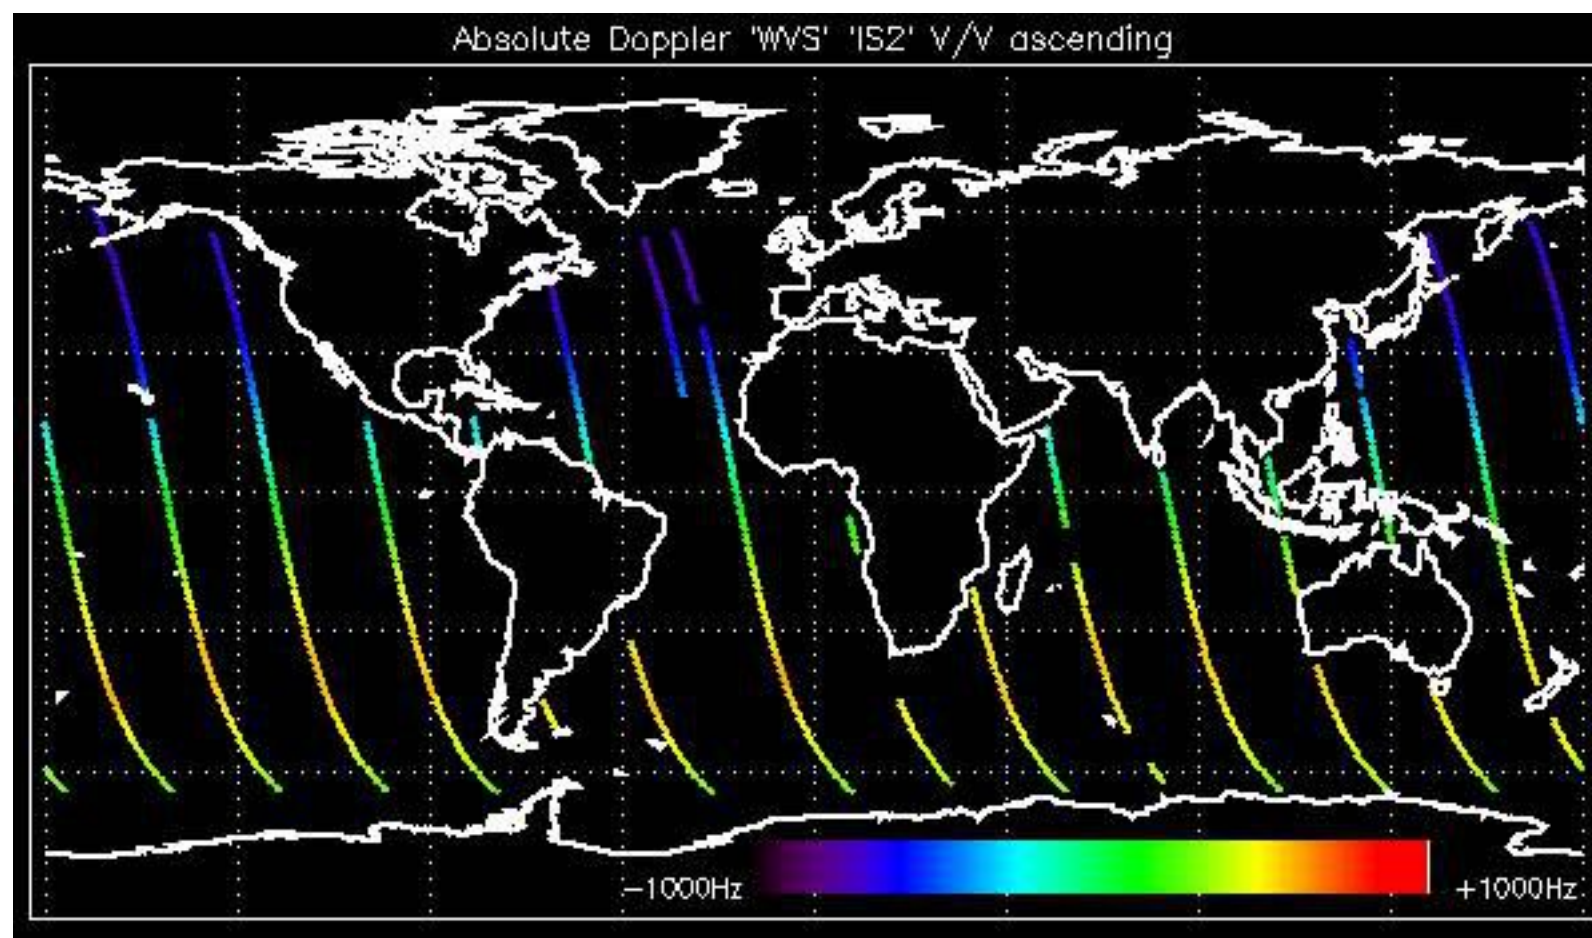 Absolute Doppler 'WVS' 'IS2' V/V ascending
-1000Hz +1000Hz